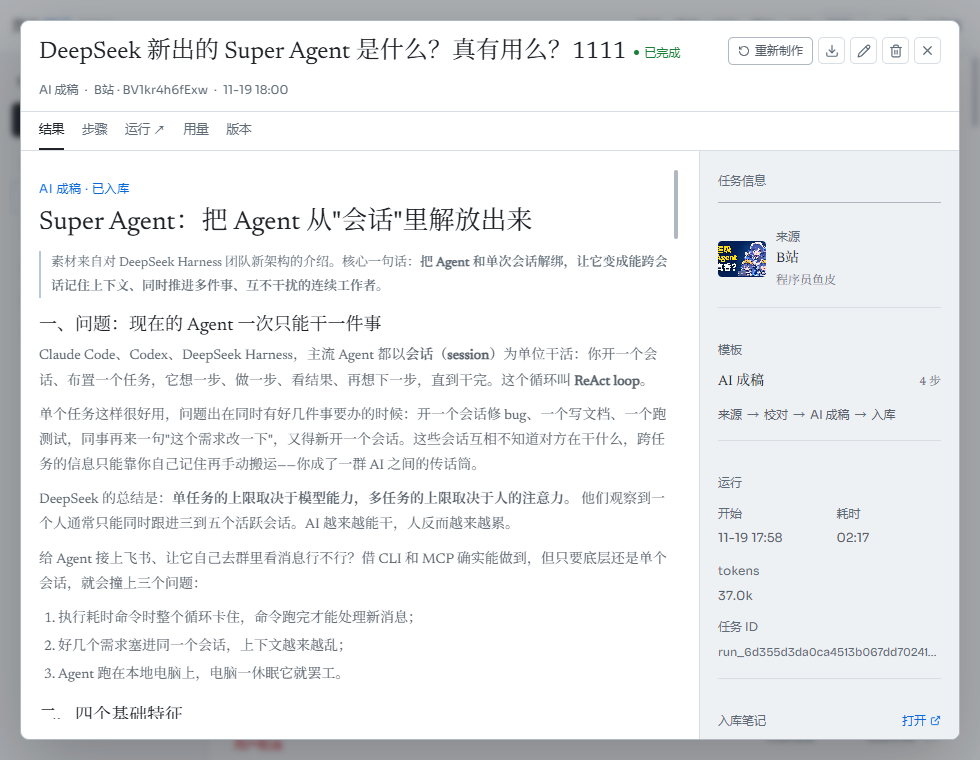 DeepSeek 新出的 Super Agent 是什么？真有用么？1111 已完成
重新制作
AI 成稿 · B站 · BV1kr4h6fExw · 11-19 18:00
结果 步骤 运行 ↗ 用量 版本
AI 成稿 · 已入库
Super Agent：把 Agent 从"会话"里解放出来
素材来自对 DeepSeek Harness 团队新架构的介绍。核心一句话：把 Agent 和单次会话解绑，让它变成能跨会
话记住上下文、同时推进多件事、互不干扰的连续工作者。
一、问题：现在的 Agent 一次只能干一件事
Claude Code、Codex、DeepSeek Harness，主流 Agent 都以会话（session）为单位干活：你开一个会
话、布置一个任务，它想一步、做一步、看结果、再想下一步，直到干完。这个循环叫 ReAct loop。
单个任务这样很好用，问题出在同时有好几件事要办的时候：开一个会话修 bug、一个写文档、一个跑
测试，同事再来一句"这个需求改一下"，又得新开一个会话。这些会话互相不知道对方在干什么，跨任
务的信息只能靠你自己记住再手动搬运——你成了一群 AI 之间的传话筒。
DeepSeek 的总结是：单任务的上限取决于模型能力，多任务的上限取决于人的注意力。他们观察到一
个人通常只能同时跟进三到五个活跃会话。AI 越来越能干，人反而越来越累。
给 Agent 接上飞书、让它自己去群里看消息行不行？借 CLI 和 MCP 确实能做到，但只要底层还是单个
会话，就会撞上三个问题：
1. 执行耗时命令时整个循环卡住，命令跑完才能处理新消息；
2. 好几个需求塞进同一个会话，上下文越来越乱；
3. Agent 跑在本地电脑上，电脑一休眠它就罢工。
二、四个基础特征
任务信息
来源
B站
程序员鱼皮
模板
AI 成稿 4 步
来源 → 校对 → AI 成稿 → 入库
运行
开始 耗时
11-19 17:58 02:17
tokens
37.0k
任务 ID
run_6d355d3da0ca4513b067dd70241...
入库笔记 打开